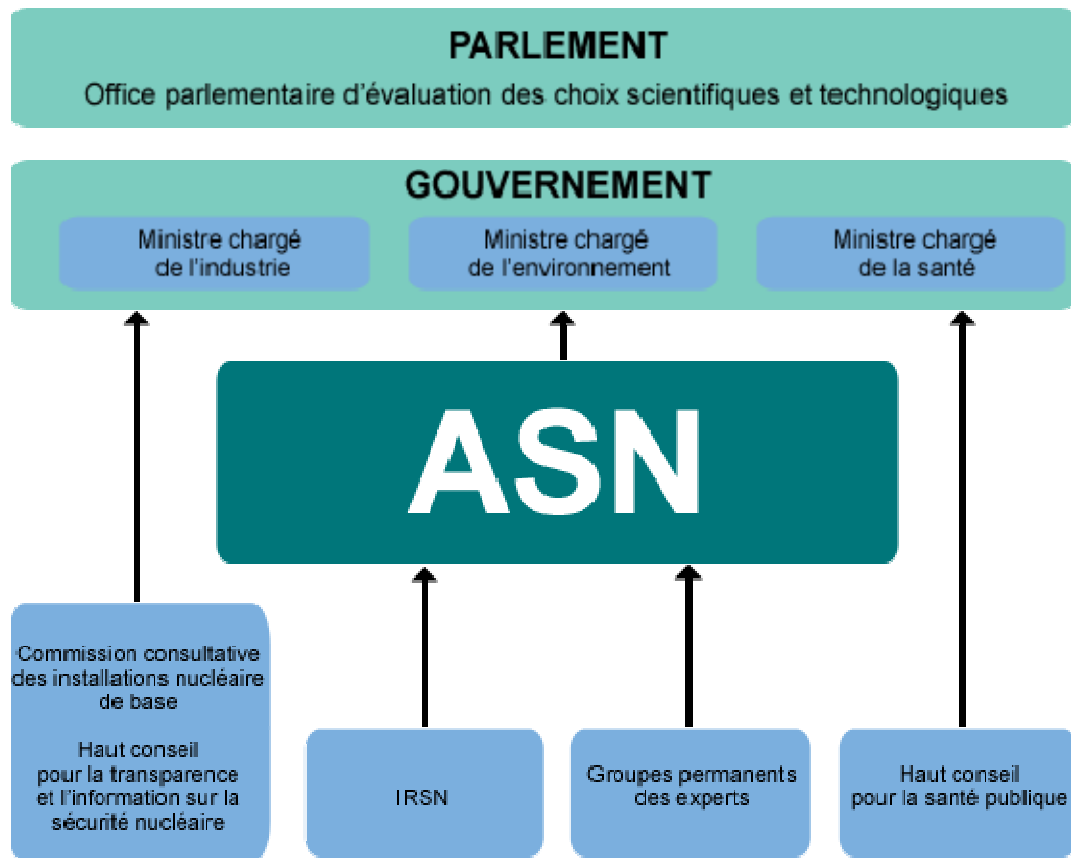 PARLEMENT
Office parlementaire d'évaluation des choix scientifiques et technologiques
GOUVERNEMENT
Ministre chargé
de l'industrie
Ministre chargé
de l'environnement
Ministre chargé
de la santé
ASN
Commission consultative
des installations nucléaire
de base
Haut conseil
pour la transparence
et l'information sur la
sécurité nucléaire
IRSN
Groupes permanents
des experts
Haut conseil
pour la santé publique